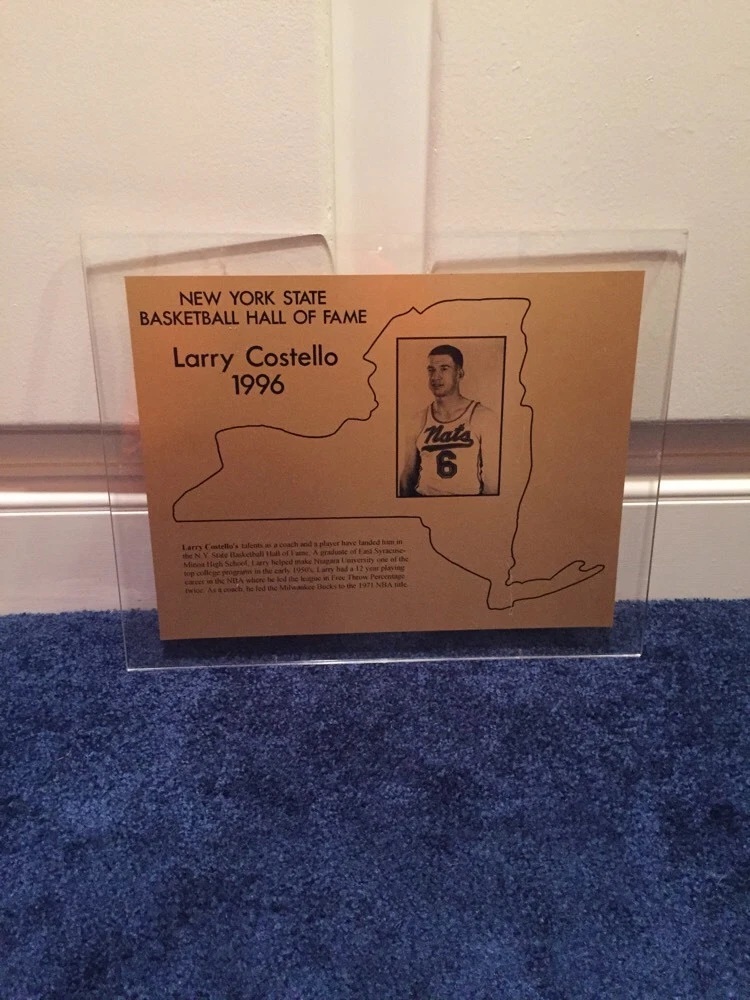 NEW YORK STATE
BASKETBALL HALL OF FAME
Larry Costello
1996
Nats
6
Larry Costello's talents as a coach and a player have landed him in
the N.Y. State Basketball Hall of Fame. A graduate of East Syracuse-
Minoa High School, Larry helped make Niagara University one of the
top college programs in the early 1950's. Larry had a 12 year playing
career in the NBA where he led the league in Free Throw Percentage
twice. As a coach, he led the Milwaukee Bucks to the 1971 NBA title.